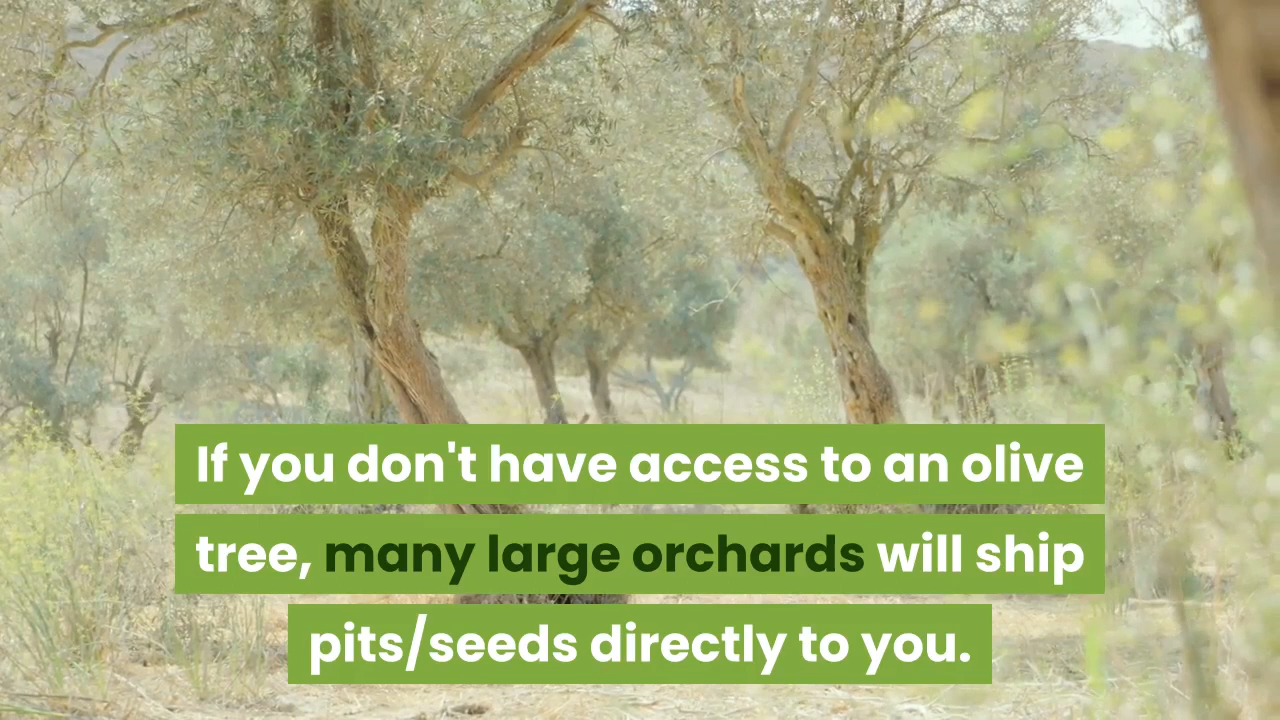 If you don't have access to an olive
tree, many large orchards will ship
pits/seeds directly to you.